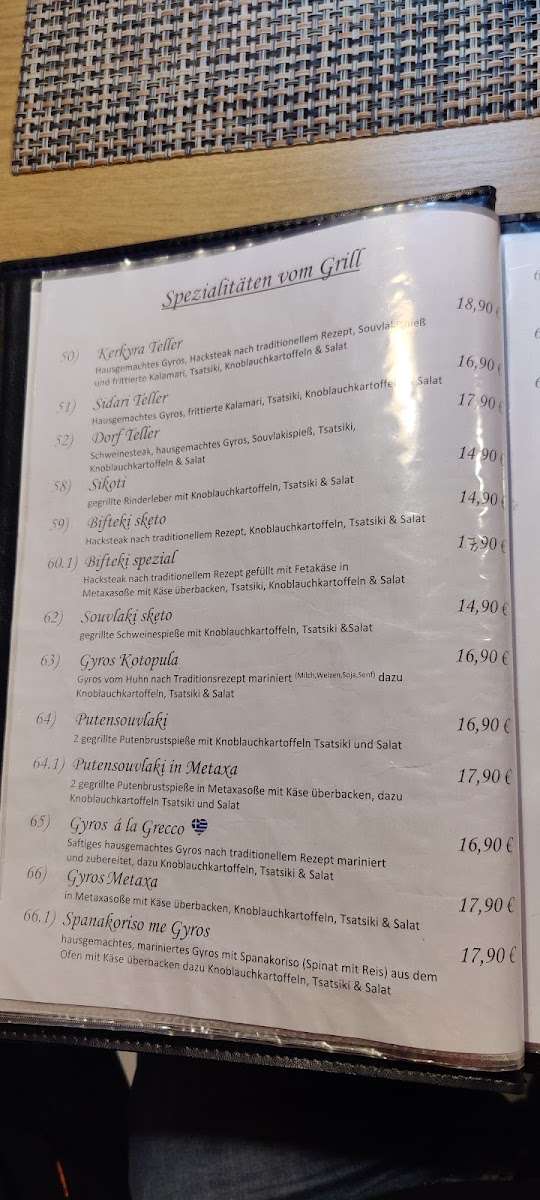 Spezialitäten vom Grill
50) Kerkyra Teller 18,90 €
Hausgemachtes Gyros, Hacksteak nach traditionellem Rezept, Souvlakispieß
und frittierte Kalamari, Tsatsiki, Knoblauchkartoffeln & Salat
51) Sidari Teller 16,90 €
Hausgemachtes Gyros, frittierte Kalamari, Tsatsiki, Knoblauchkartoffeln & Salat
52) Dorf Teller 17,90 €
Schweinesteak, hausgemachtes Gyros, Souvlakispieß, Tsatsiki,
Knoblauchkartoffeln & Salat
58) Sikoti 14,90 €
gegrillte Rinderleber mit Knoblauchkartoffeln, Tsatsiki & Salat
59) Bifteki sketo 14,90 €
Hacksteak nach traditionellem Rezept, Knoblauchkartoffeln, Tsatsiki & Salat
60.1) Bifteki spezial 17,90 €
Hacksteak nach traditionellem Rezept gefüllt mit Fetakäse in
Metaxasoße mit Käse überbacken, Tsatsiki, Knoblauchkartoffeln & Salat
62) Souvlaki sketo 14,90 €
gegrillte Schweinespieße mit Knoblauchkartoffeln, Tsatsiki &Salat
63) Gyros Kotopula 16,90 €
Gyros vom Huhn nach Traditionsrezept mariniert (Milch,Weizen,Soja,Senf) dazu
Knoblauchkartoffeln, Tsatsiki & Salat
64) Putensouvlaki 16,90 €
2 gegrillte Putenbrustspieße mit Knoblauchkartoffeln Tsatsiki und Salat
64.1) Putensouvlaki in Metaxa 17,90 €
2 gegrillte Putenbrustspieße in Metaxasoße mit Käse überbacken, dazu
Knoblauchkartoffeln Tsatsiki und Salat
65) Gyros á la Grecco 16,90 €
Saftiges hausgemachtes Gyros nach traditionellem Rezept mariniert
und zubereitet, dazu Knoblauchkartoffeln, Tsatsiki & Salat
66) Gyros Metaxa 17,90 €
in Metaxasoße mit Käse überbacken, Knoblauchkartoffeln, Tsatsiki & Salat
66.1) Spanakoriso me Gyros 17,90 €
hausgemachtes, mariniertes Gyros mit Spanakoriso (Spinat mit Reis) aus dem
Ofen mit Käse überbacken dazu Knoblauchkartoffeln, Tsatsiki & Salat